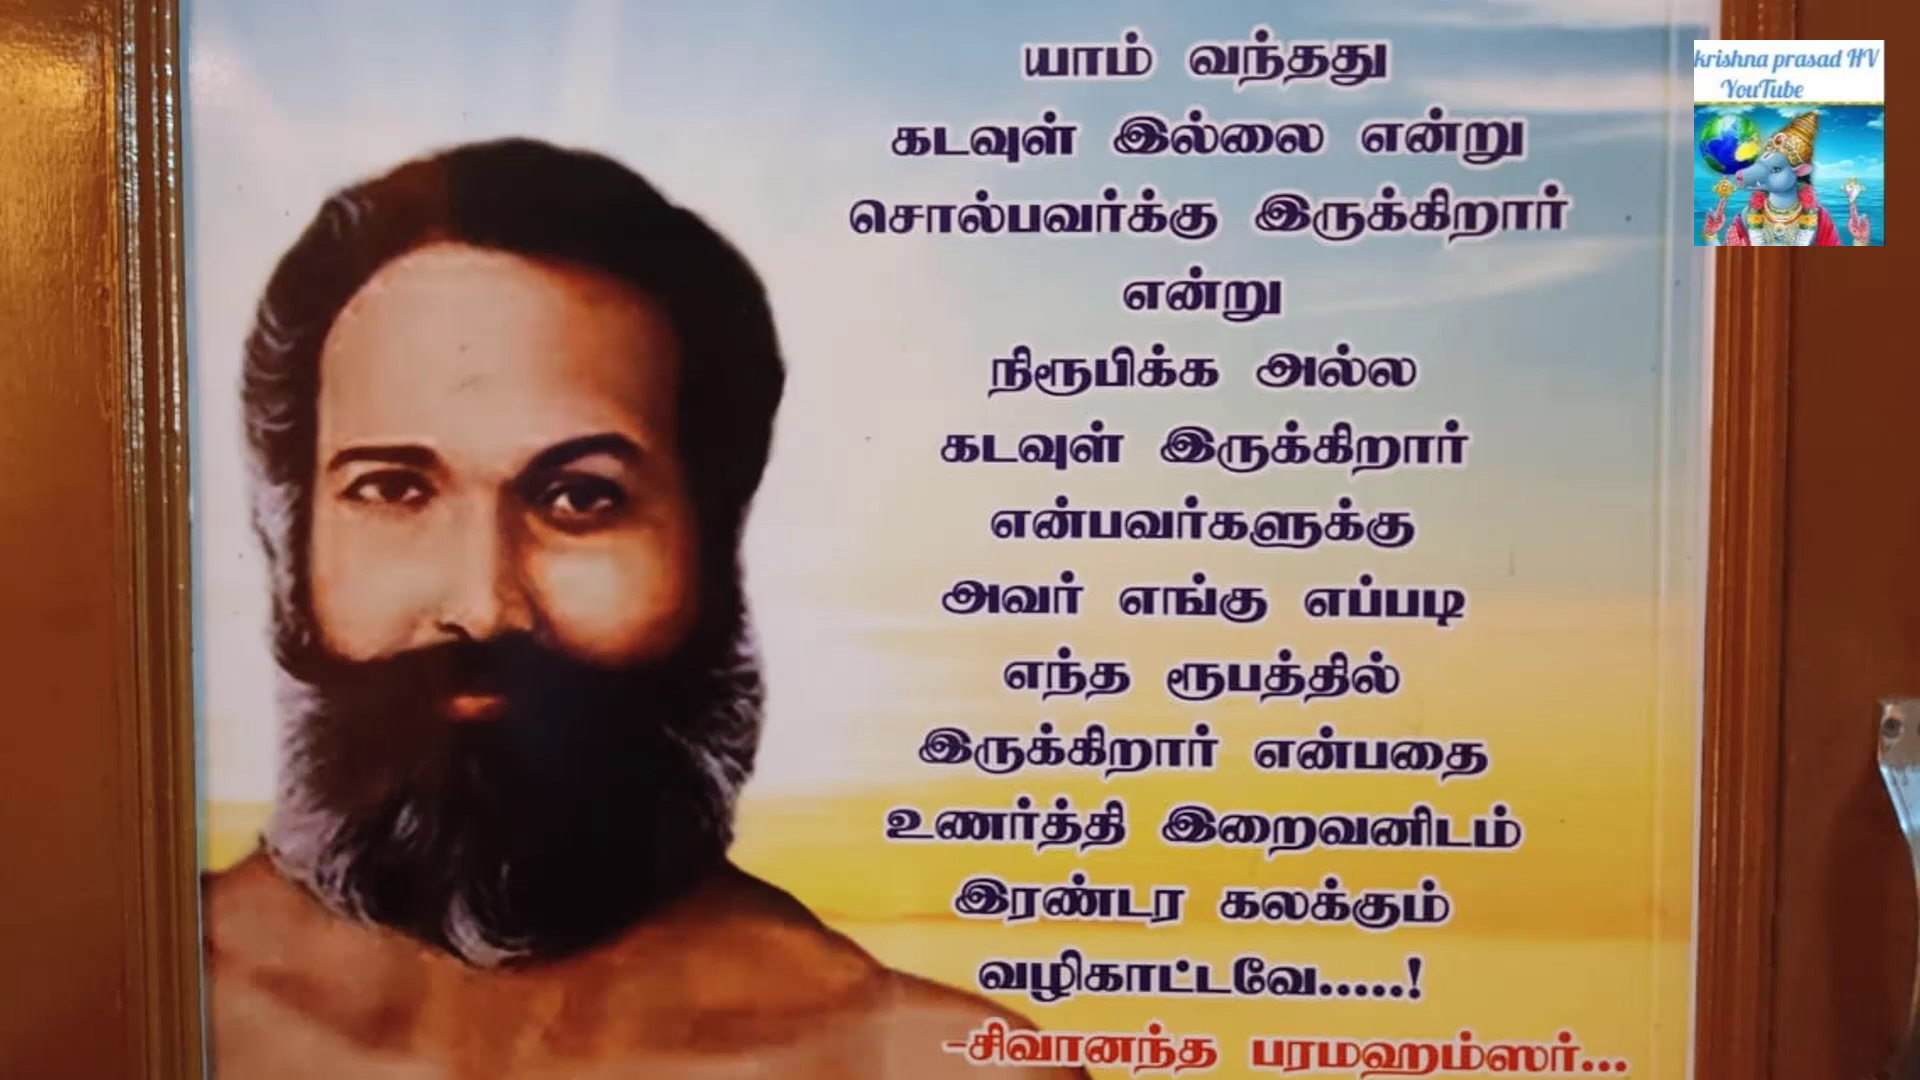 யாம் வந்தது
கடவுள் இல்லை என்று
சொல்பவர்க்கு இருக்கிறார்
என்று
நிரூபிக்க அல்ல
கடவுள் இருக்கிறார்
என்பவர்களுக்கு
அவர் எங்கு எப்படி
எந்த ரூபத்தில்
இருக்கிறார் என்பதை
உணர்த்தி இறைவனிடம்
இரண்டர கலக்கும்
வழிகாட்டவே.....!
-சிவானந்த பரமஹம்ஸர்...
krishna prasad HV
YouTube